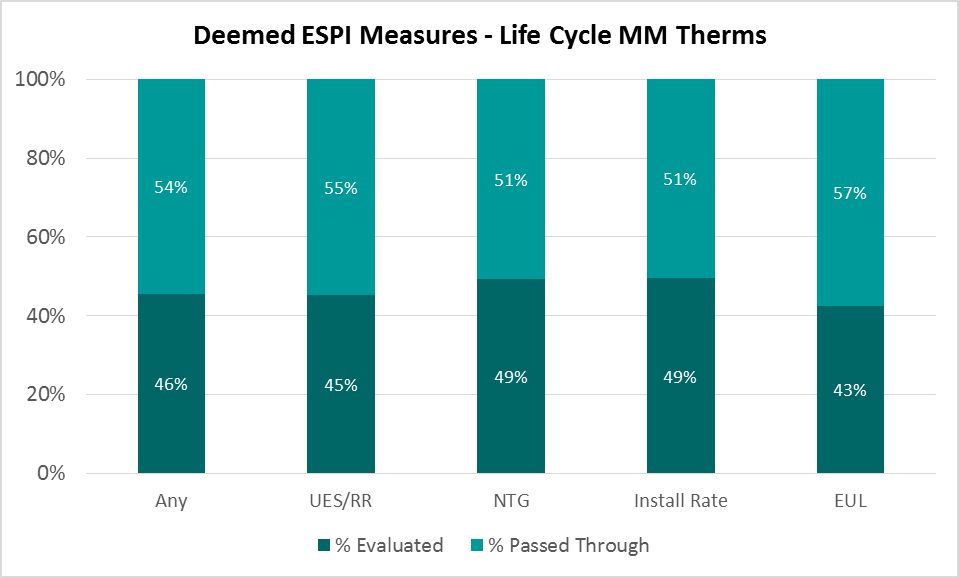 Deemed ESPI Measures - Life Cycle MM Therms
100%
80%
60%
40%
20%
0%
54%
55%
51%
51%
57%
46%
45%
49%
49%
43%
Any
UES/RR
NTG
Install Rate
EUL
% Evaluated
% Passed Through